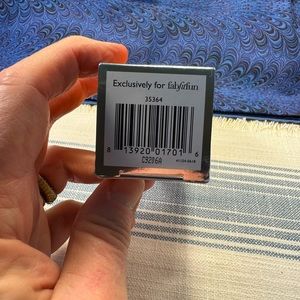 Exclusively for fabfitfun
35364
8 13920 01701 6
C9286A